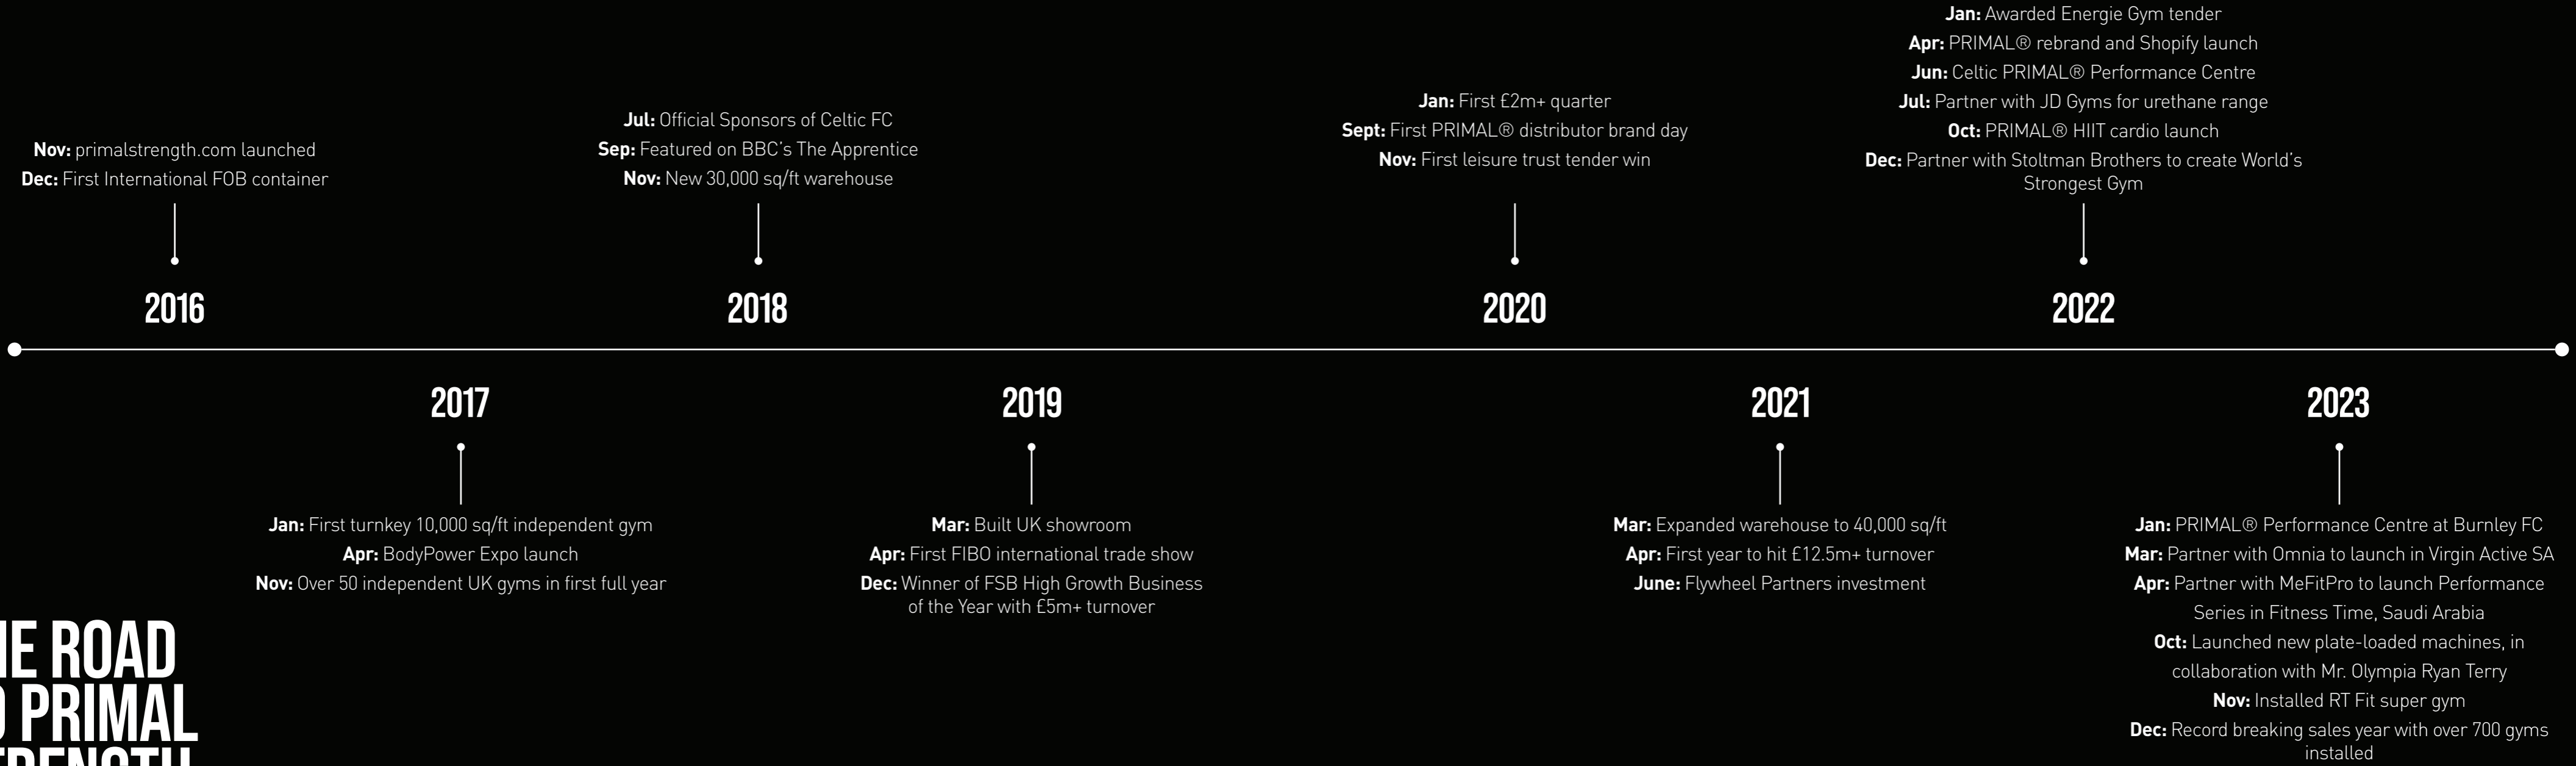 Nov: primalstrength.com launched
Dec: First International FOB container
2016
Jan: First turnkey 10,000 sq/ft independent gym
Apr: BodyPower Expo launch
Nov: Over 50 independent UK gyms in first full year
2017
Jul: Official Sponsors of Celtic FC
Sep: Featured on BBC's The Apprentice
Nov: New 30,000 sq/ft warehouse
2018
2019
Mar: Built UK showroom
Apr: First FIBO international trade show
Dec: Winner of FSB High Growth Business
of the Year with £5m+ turnover
Jan: First £2m+ quarter
Sept: First PRIMAL® distributor brand day
Nov: First leisure trust tender win
2020
2021
Mar: Expanded warehouse to 40,000 sq/ft
Apr: First year to hit £12.5m+ turnover
June: Flywheel Partners investment
Jan: Awarded Energie Gym tender
Apr: PRIMAL® rebrand and Shopify launch
Jun: Celtic PRIMAL® Performance Centre
Jul: Partner with JD Gyms for urethane range
Oct: PRIMAL® HIIT cardio launch
Dec: Partner with Stoltman Brothers to create World's
Strongest Gym
2022
2023
Jan: PRIMAL® Performance Centre at Burnley FC
Mar: Partner with Omnia to launch in Virgin Active SA
Apr: Partner with MeFitPro to launch Performance
Series in Fitness Time, Saudi Arabia
Oct: Launched new plate-loaded machines, in
collaboration with Mr. Olympia Ryan Terry
Nov: Installed RT Fit super gym
Dec: Record breaking sales year with over 700 gyms
installed
ROAD
PRIMAL